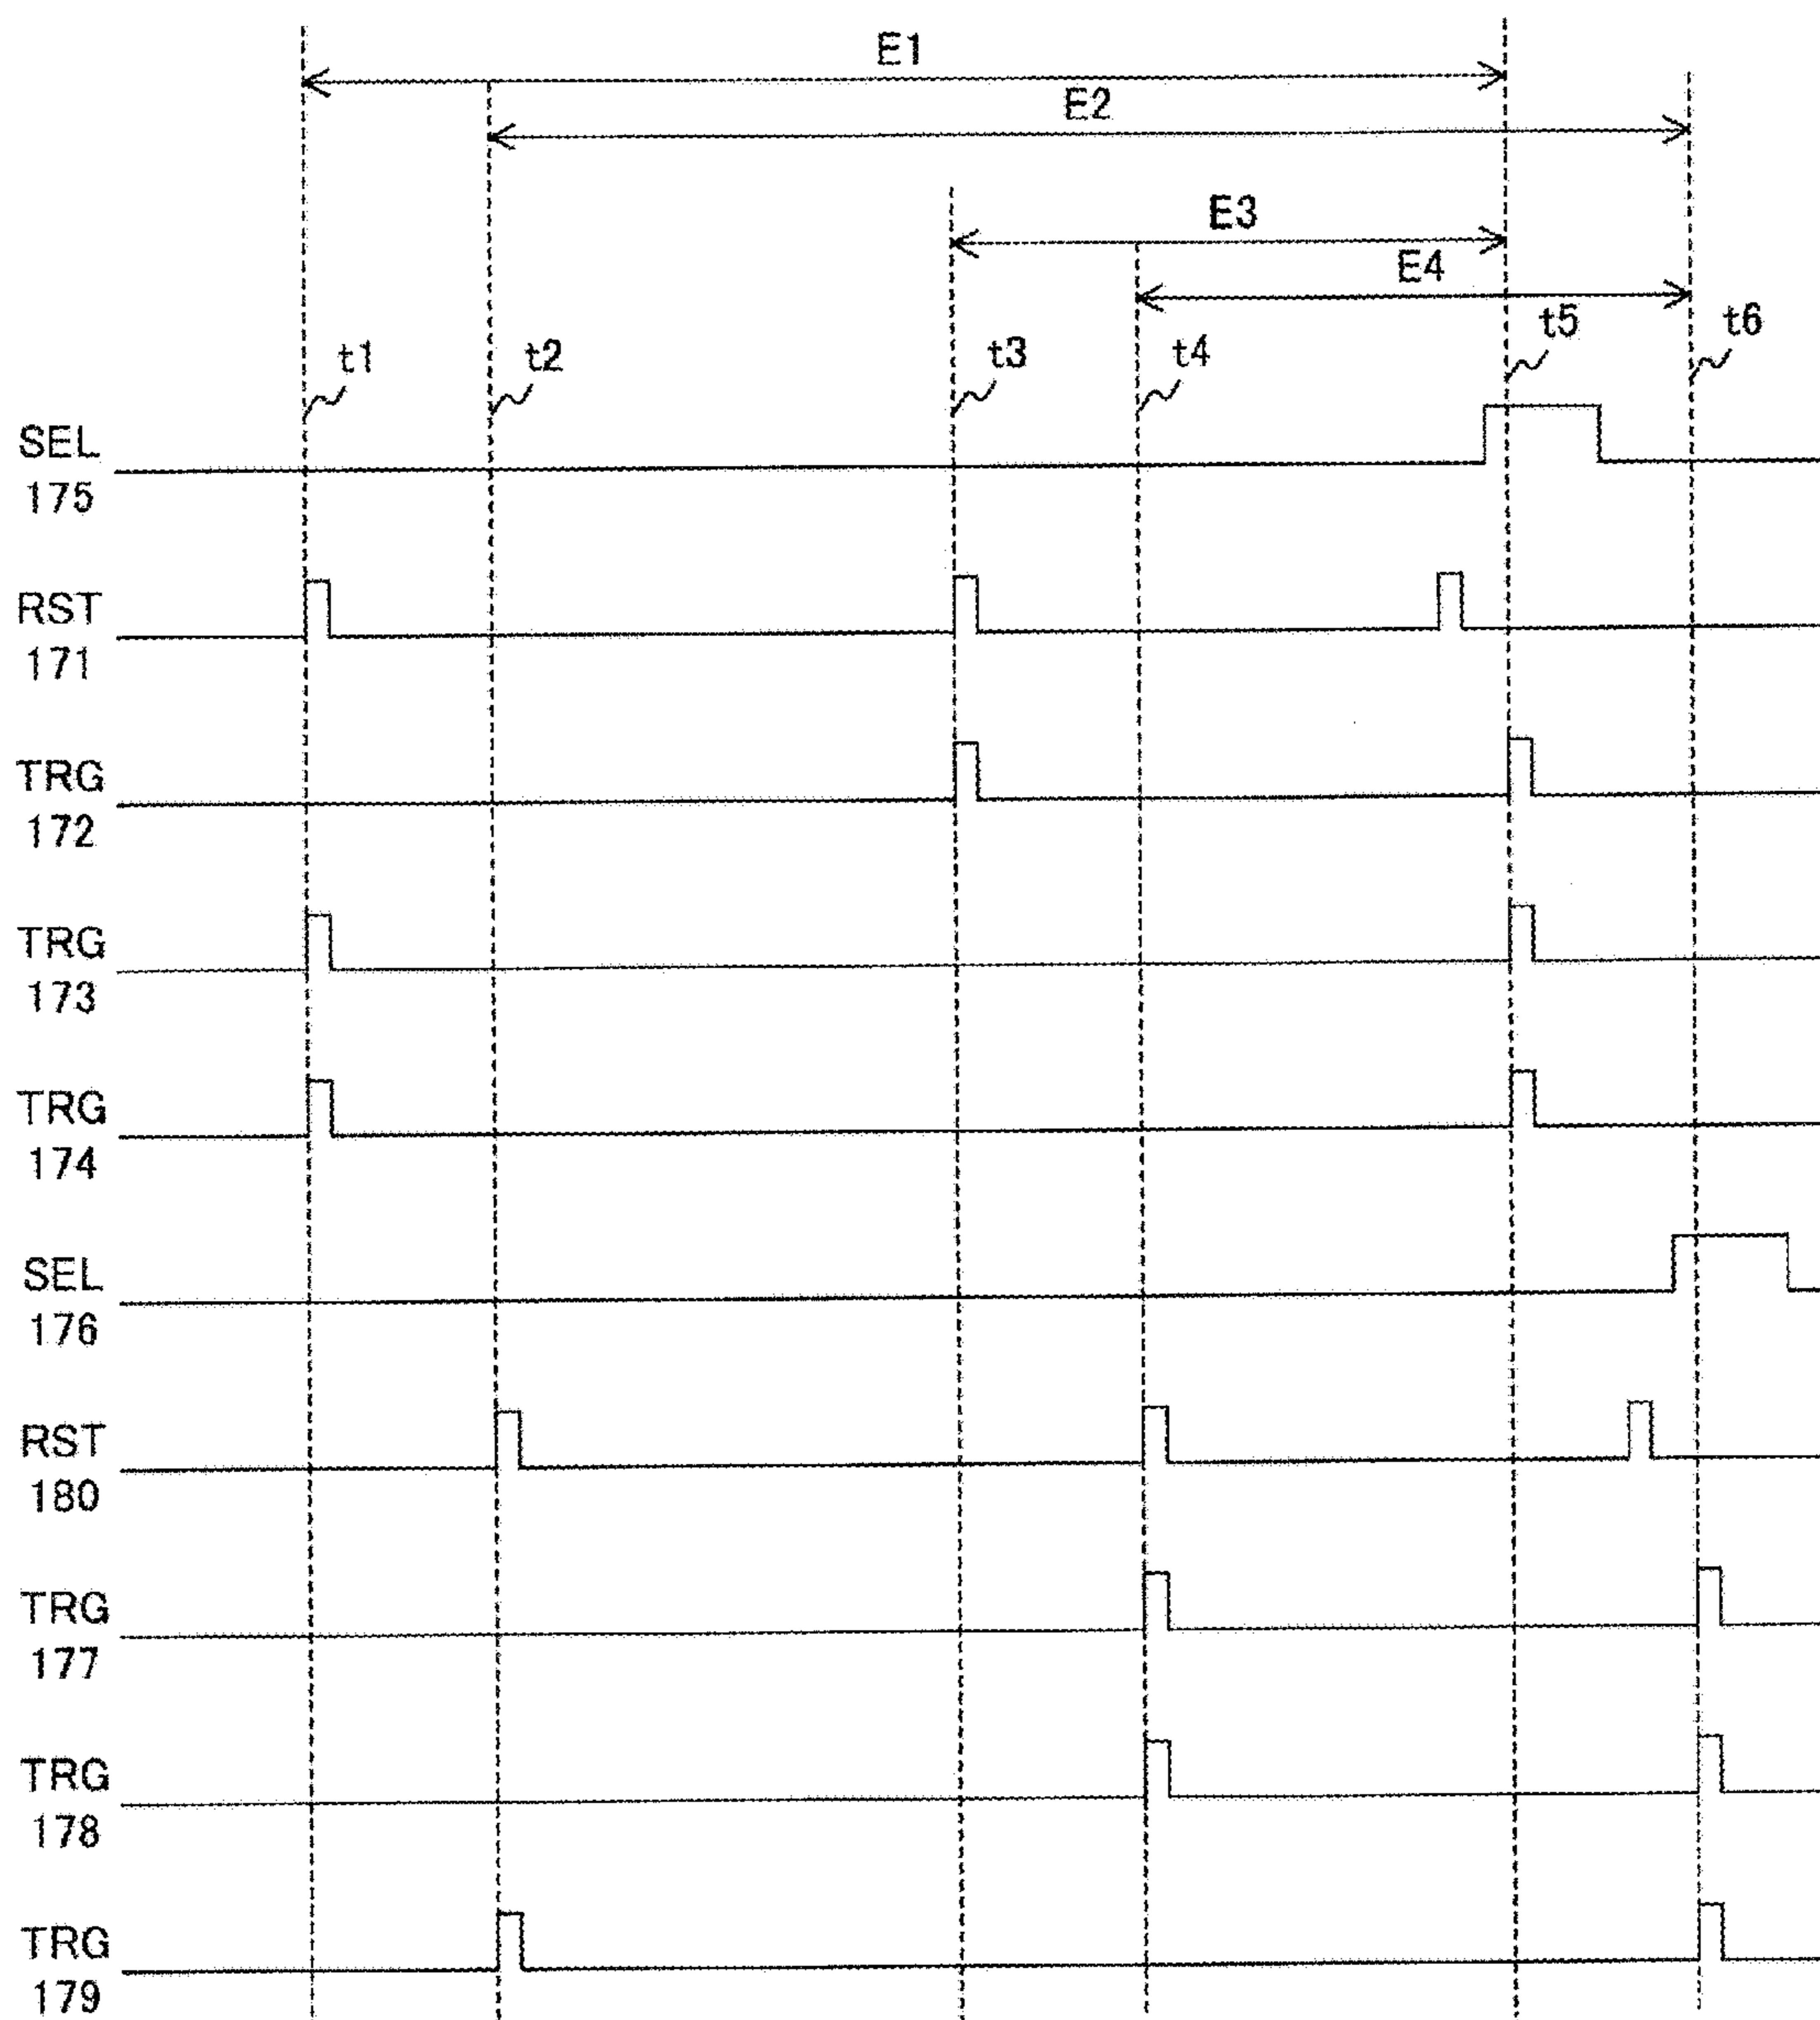 E1
E2
E3
E4
t1
t2
t3
t4
t5
t6
SEL
175
RST
171
TRG
172
TRG
173
TRG
174
SEL
176
RST
180
TRG
177
TRG
178
TRG
179